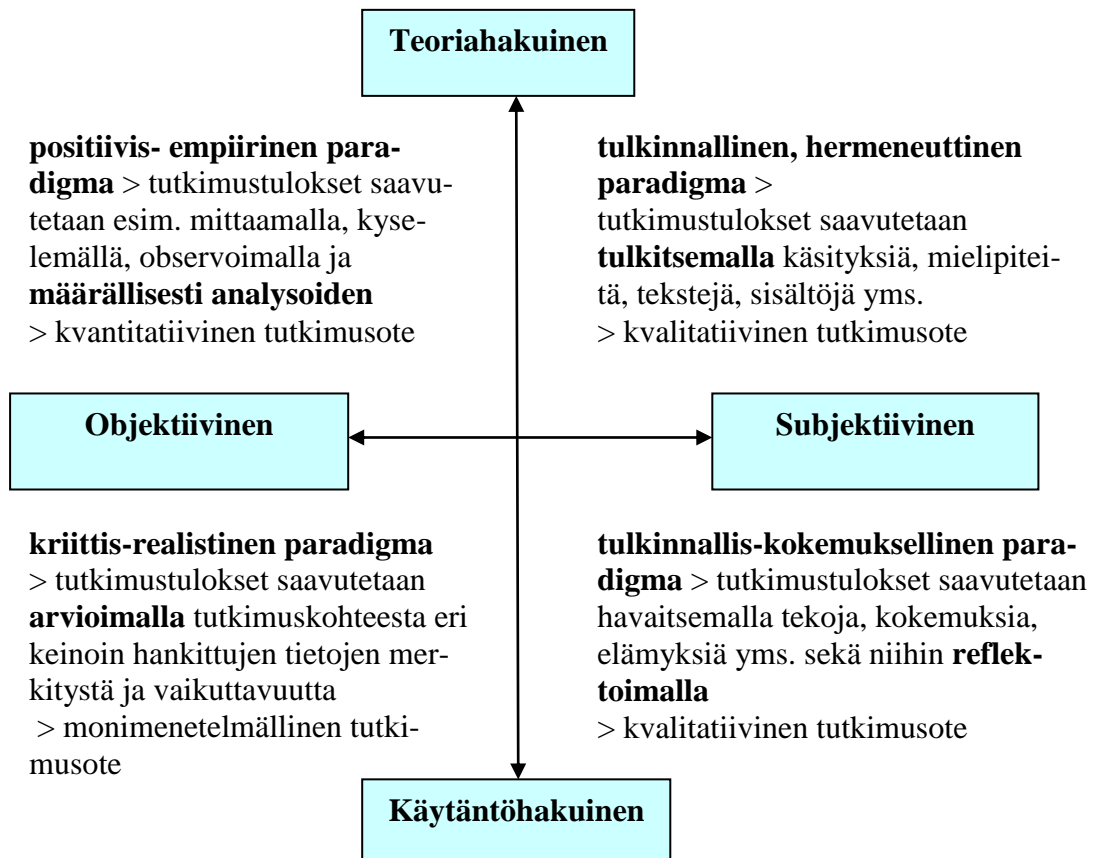 Teoriahakuinen
positiivis- empiirinen para-
digma > tutkimustulokset saavu-
tetaan esim. mittaamalla, kyse-
lemällä, observoimalla ja
määrällisesti analysoiden
> kvantitatiivinen tutkimusote
tulkinnallinen, hermeneuttinen
paradigma >
tutkimustulokset saavutetaan
tulkitsemalla käsityksiä, mielipitei-
tä, tekstejä, sisältöjä yms.
> kvalitatiivinen tutkimusote
Objektiivinen
Subjektiivinen
kriittis-realistinen paradigma
> tutkimustulokset saavutetaan
arvioimalla tutkimuskohteesta eri
keinoin hankittujen tietojen mer-
kitystä ja vaikuttavuutta
> monimenetelmällinen tutki-
musote
tulkinnallis-kokemuksellinen para-
digma > tutkimustulokset saavutetaan
havaitsemalla tekoja, kokemuksia,
elämyksiä yms. sekä niihin reflek-
toimalla
> kvalitatiivinen tutkimusote
Käytäntöhakuinen